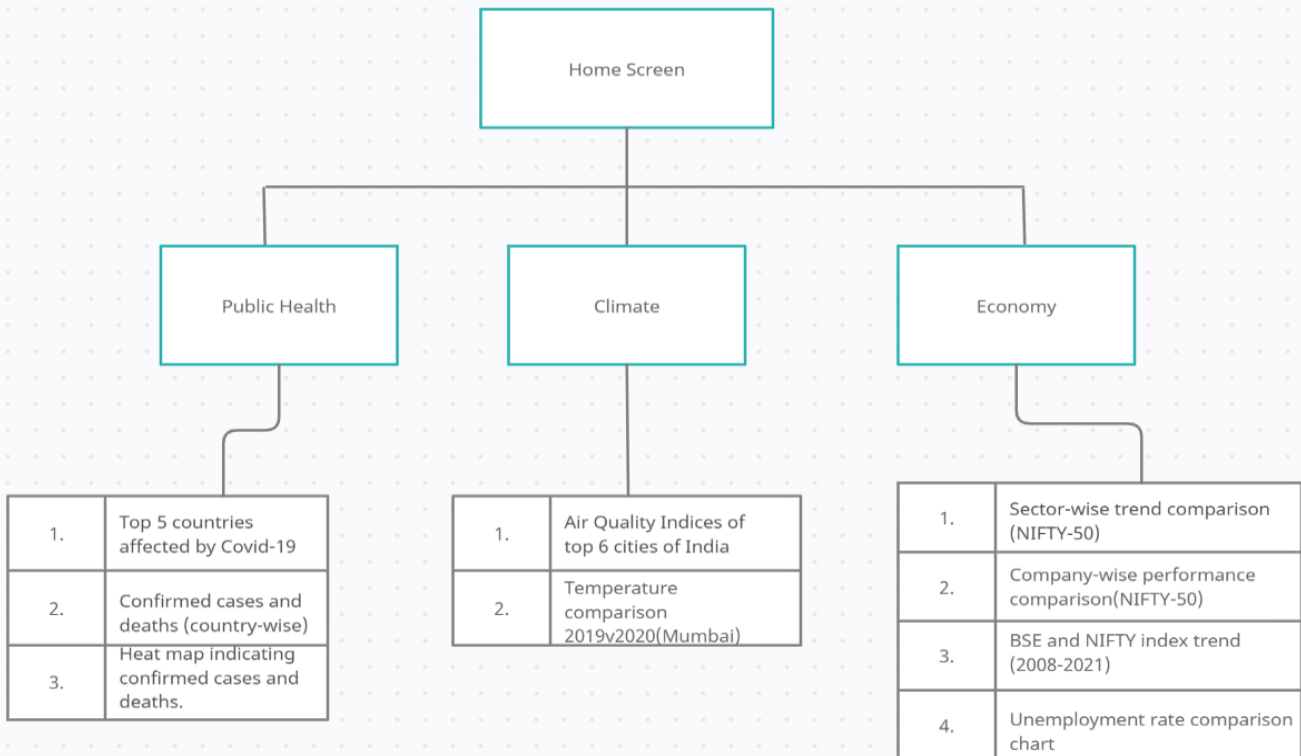 Home Screen
Public Health
Climate
Economy
1.
Top 5 countries
affected by Covid-19
2.
Confirmed cases and
deaths (country-wise)
3.
Heat map indicating
confirmed cases and
deaths.
1.
Air Quality Indices of
top 6 cities of India
2.
Temperature
comparison
2019v2020(Mumbai)
1.
Sector-wise trend comparison
(NIFTY-50)
2.
Company-wise performance
comparison(NIFTY-50)
3.
BSE and NIFTY index trend
(2008-2021)
4.
Unemployment rate comparison
chart